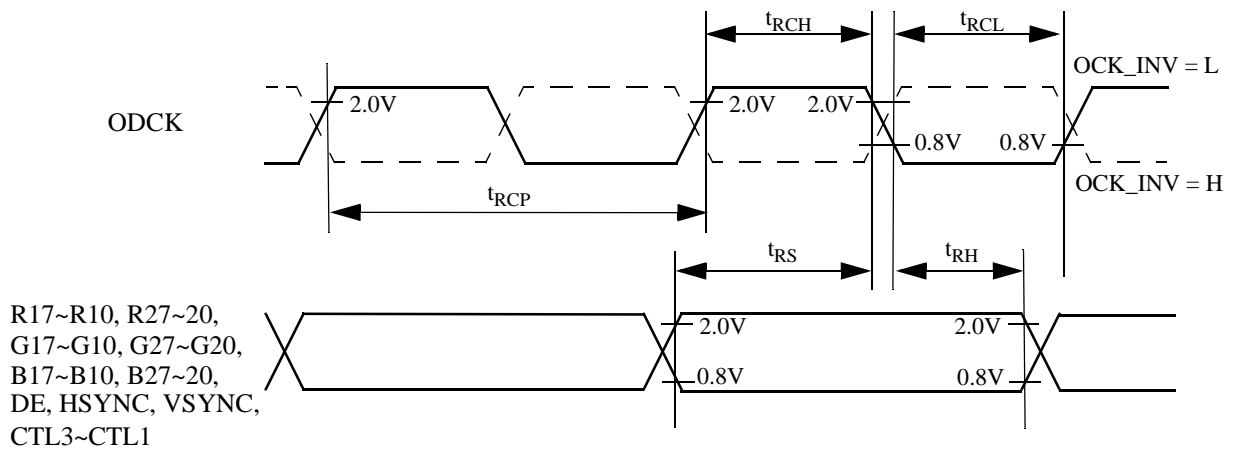 tRCH
tRCL
OCK_INV = L
ODCK
2.0V
2.0V
2.0V
0.8V
0.8V
OCK_INV = H
tRCP
tRS
tRH
R17~R10, R27~20,
G17~G10, G27~G20,
B17~B10, B27~20,
DE, HSYNC, VSYNC,
CTL3~CTL1
2.0V
2.0V
0.8V
0.8V